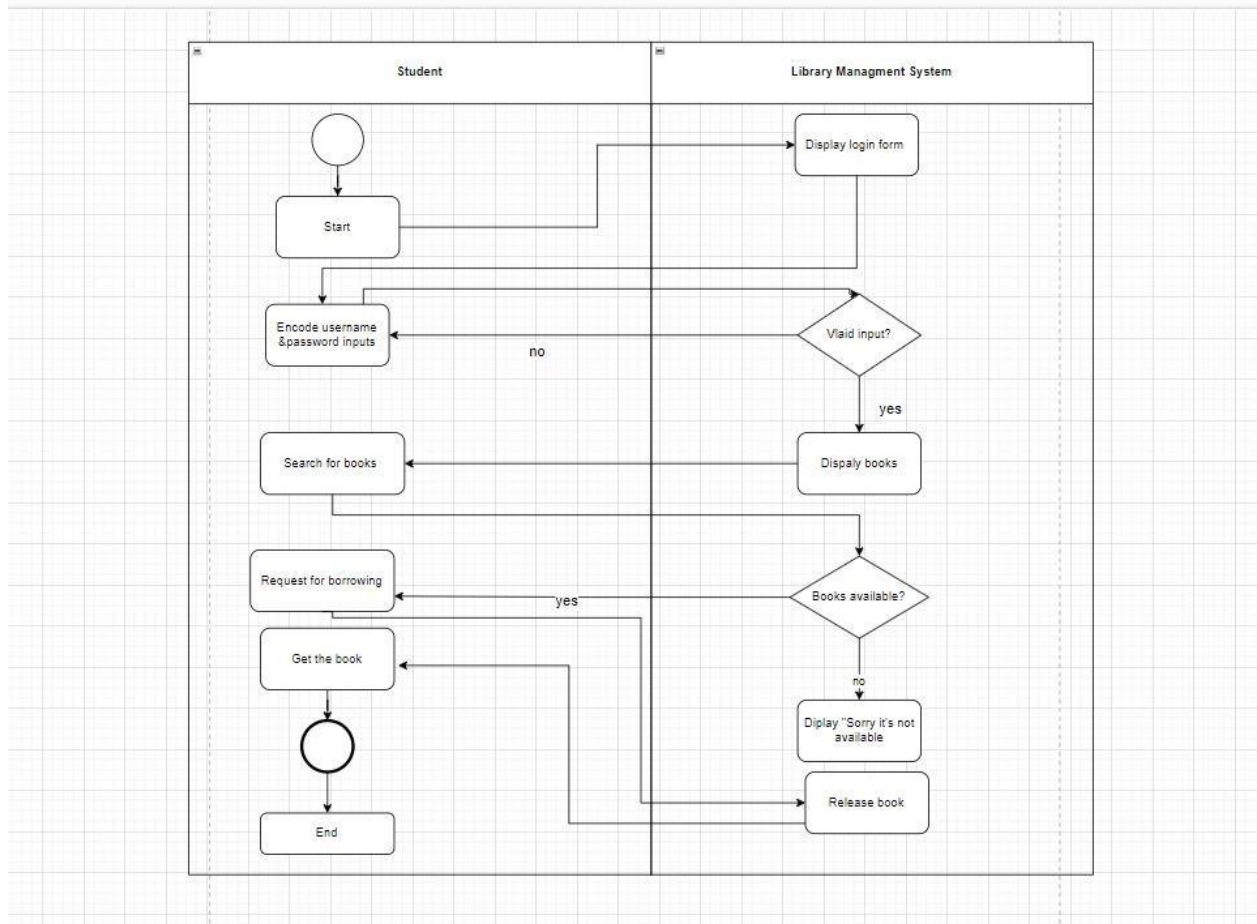 Student
Library Managment System
Display login form
Start
Encode username
&password inputs
Vlaid input?
no
yes
Search for books
Dispaly books
Request for borrowing
Books available?
yes
Get the book
no
Diplay "Sorry it's not
available
Release book
End